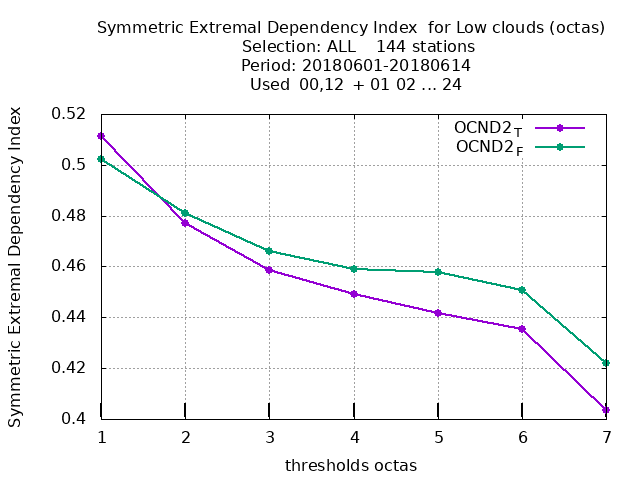 Symmetric Extremal Dependency Index  for Low clouds (octas)
Selection: ALL    144 stations
Period: 20180601-20180614
Used  00,12  + 01 02 ... 24
OCND2_T
OCND2_F
Symmetric Extremal Dependency Index
0.52
0.5
0.48
0.46
0.44
0.42
0.4
1 2 3 4 5 6 7
thresholds octas